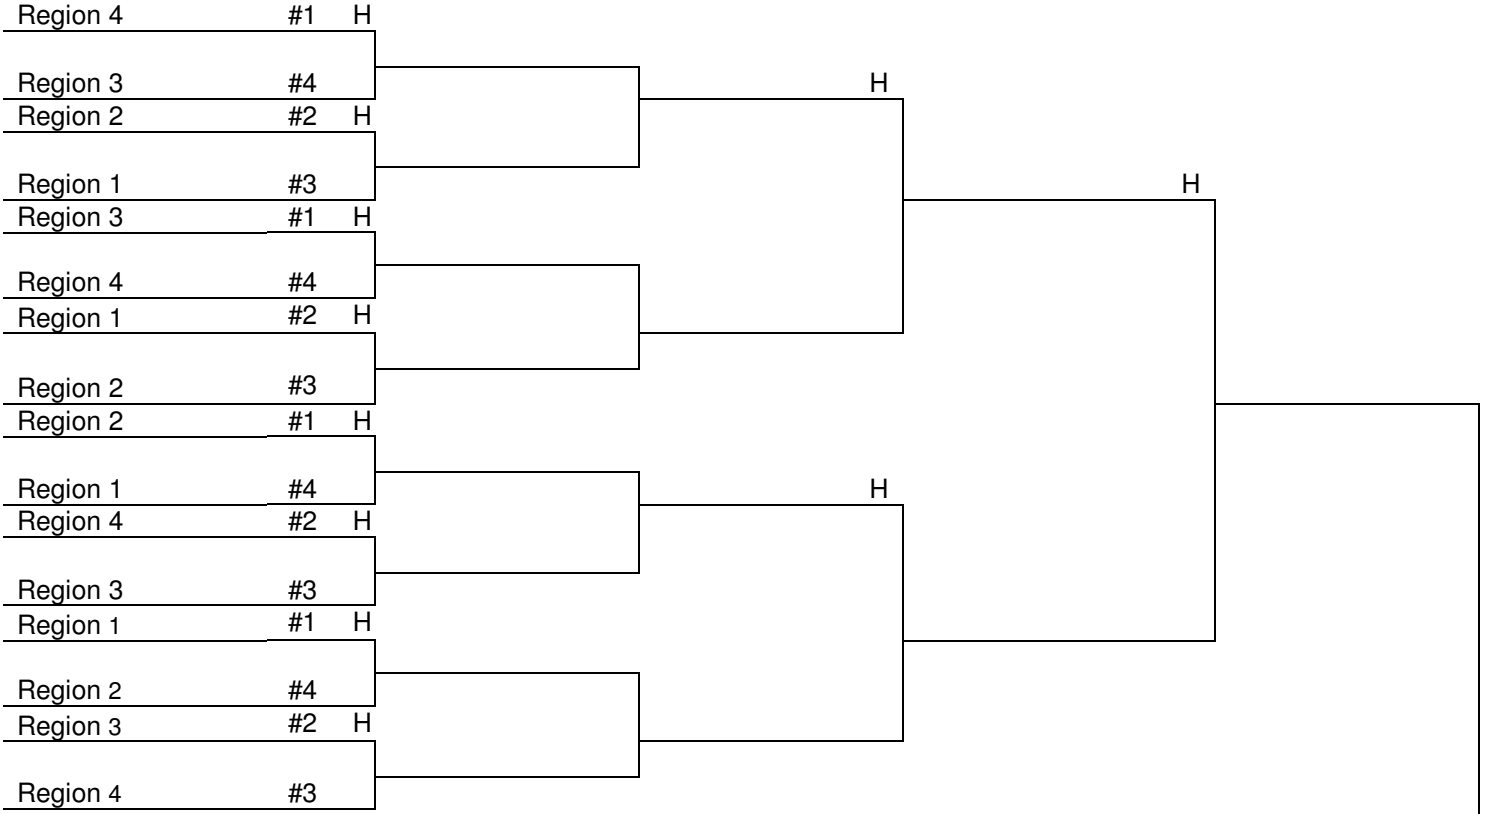 Region 4 #1 H
Region 3 #4
H
Region 2 #2 H
Region 1 #3
H
Region 3 #1 H
Region 4 #4
Region 1 #2 H
Region 2 #3
Region 2 #1 H
Region 1 #4
H
Region 4 #2 H
Region 3 #3
Region 1 #1 H
Region 2 #4
Region 3 #2 H
Region 4 #3